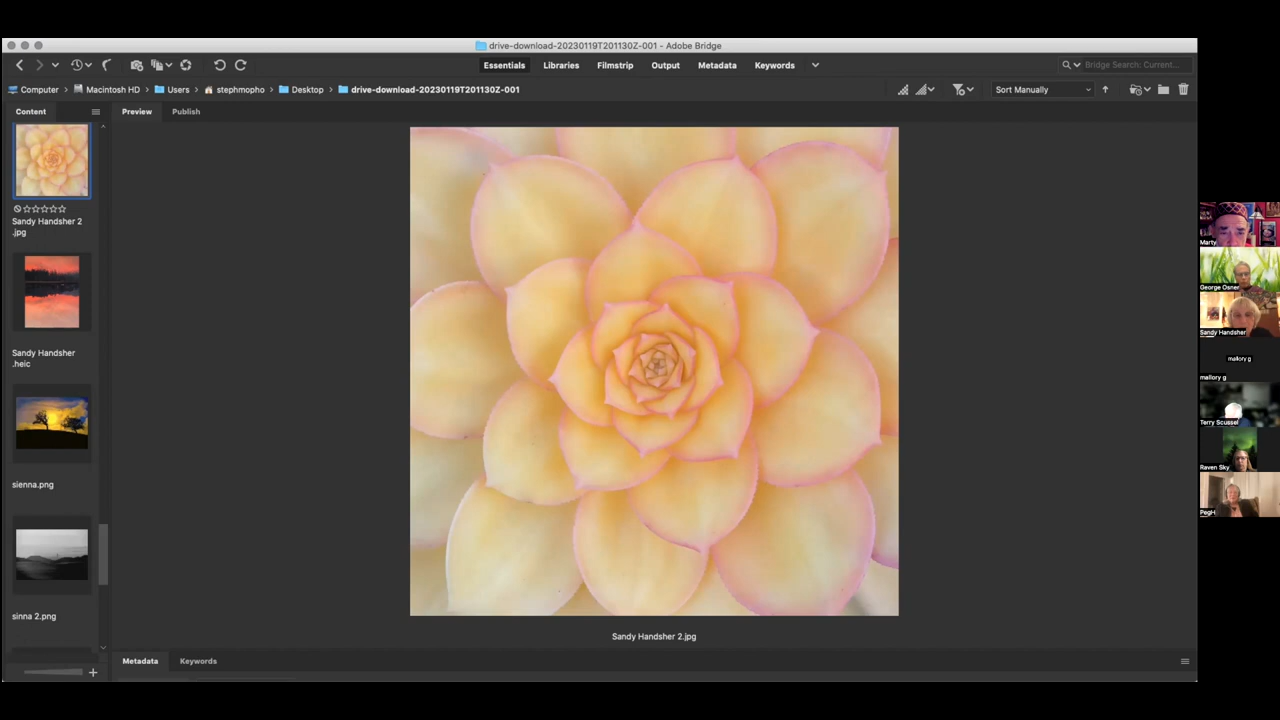 drive-download-20230119T201130Z-001 - Adobe Bridge
Essentials Libraries Filmstrip Output Metadata Keywords
Bridge Search: Current...
Computer Macintosh HD Users stephmopho Desktop drive-download-20230119T201130Z-001
Sort Manually
Content
Preview Publish
Sandy Handsher 2
.jpg
Sandy Handsher
.heic
sienna.png
sinna 2.png
Sandy Handsher 2.jpg
Metadata Keywords
Marty
George Osner
Sandy Handsher
mallory g
mallory g
Terry Scussel
Raven Sky
PegH